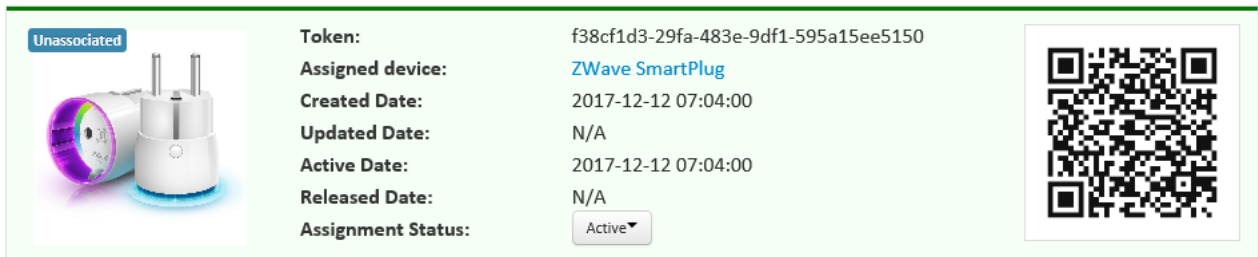 Unassociated
Token: f38cf1d3-29fa-483e-9df1-595a15ee5150
Assigned device: ZWave SmartPlug
Created Date: 2017-12-12 07:04:00
Updated Date: N/A
Active Date: 2017-12-12 07:04:00
Released Date: N/A
Assignment Status: Active